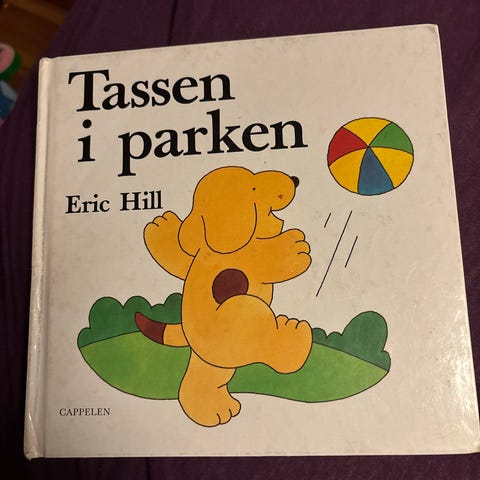 Tassen
i parken
Eric Hill
CAPPELEN